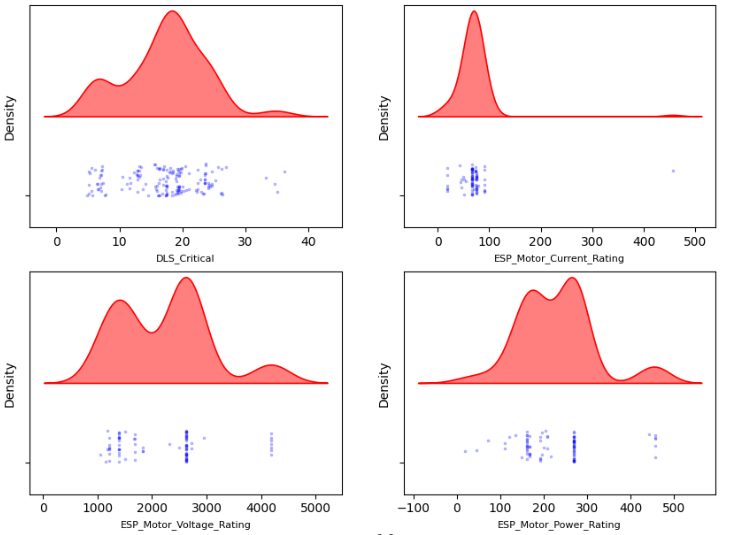 Density
0 10 20 30 40
DLS_Critical
Density
0 100 200 300 400 500
ESP_Motor_Current_Rating
Density
0 1000 2000 3000 4000 5000
ESP_Motor_Voltage_Rating
Density
−100 0 100 200 300 400 500
ESP_Motor_Power_Rating